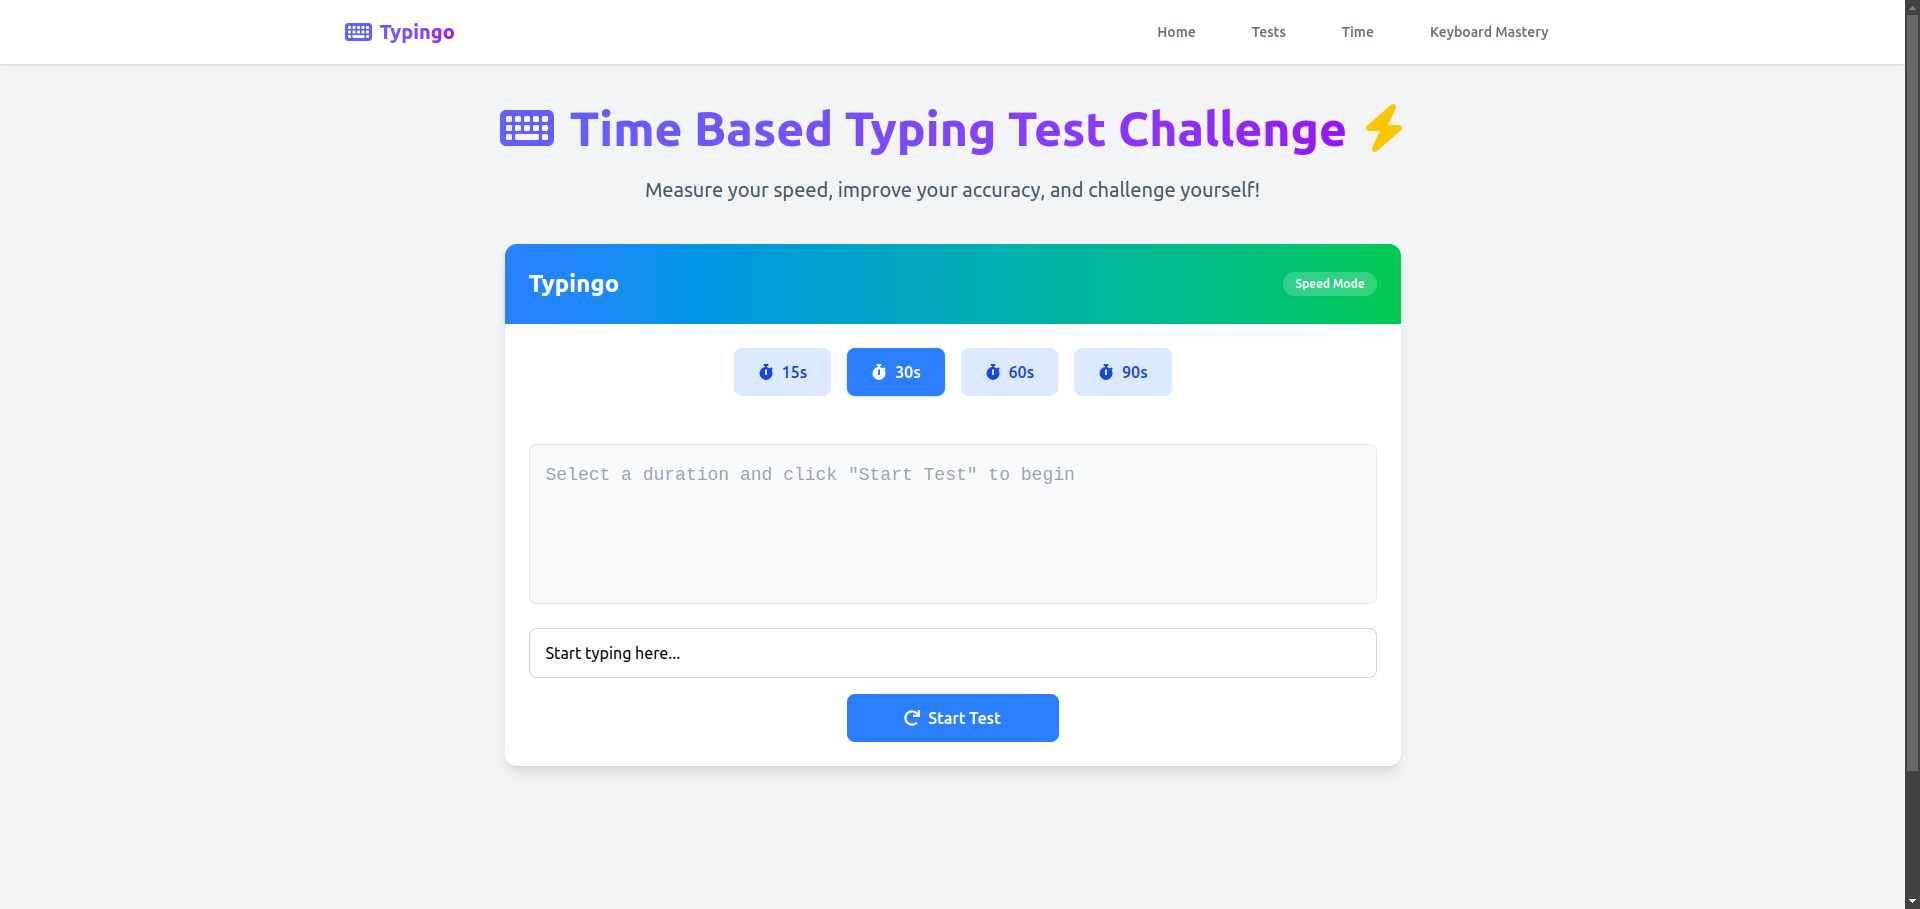 Typingo
Home Tests Time Keyboard Mastery
Time Based Typing Test Challenge
Measure your speed, improve your accuracy, and challenge yourself!
Typingo
Speed Mode
15s 30s 60s 90s
Select a duration and click "Start Test" to begin
Start typing here...
Start Test